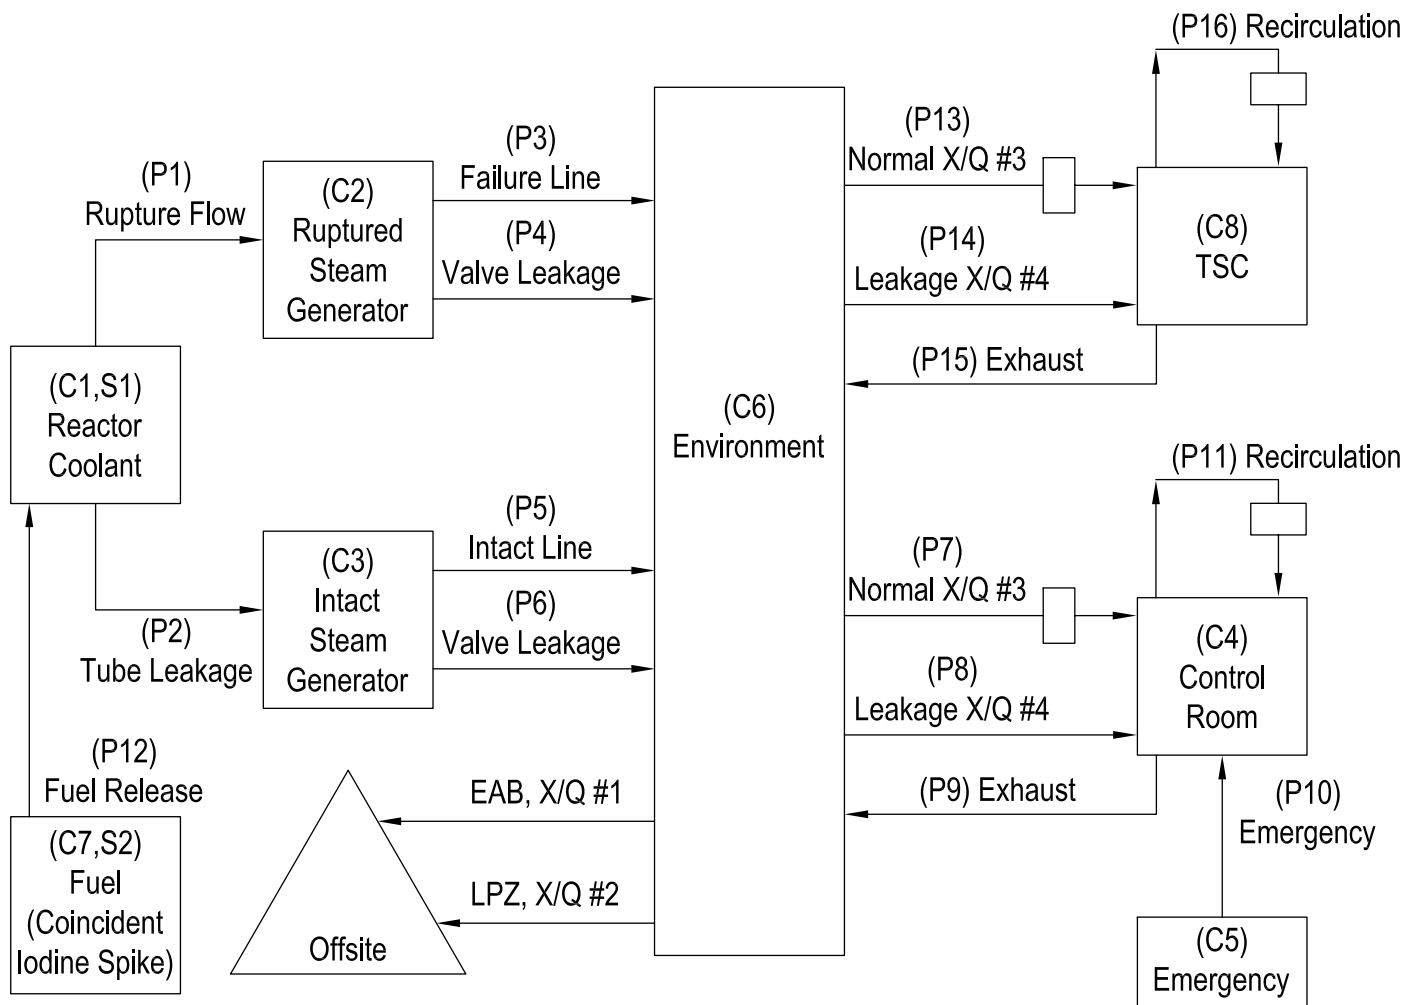 (P16) Recirculation
(P13)
Normal X/Q #3
(P3)
Failure Line
(P1)
Rupture Flow
(C2)
Ruptured
Steam
Generator
(P4)
Valve Leakage
(P14)
Leakage X/Q #4
(C8)
TSC
(P15) Exhaust
(C1,S1)
Reactor
Coolant
(C6)
Environment
(P11) Recirculation
(P5)
Intact Line
(P7)
Normal X/Q #3
(C3)
Intact
Steam
Generator
(P6)
Valve Leakage
(P2)
Tube Leakage
(P8)
Leakage X/Q #4
(C4)
Control
Room
(P12)
Fuel Release
EAB, X/Q #1
(P9) Exhaust
(P10)
Emergency
(C7,S2)
Fuel
(Coincident
Iodine Spike)
LPZ, X/Q #2
Offsite
(C5)
Emergency